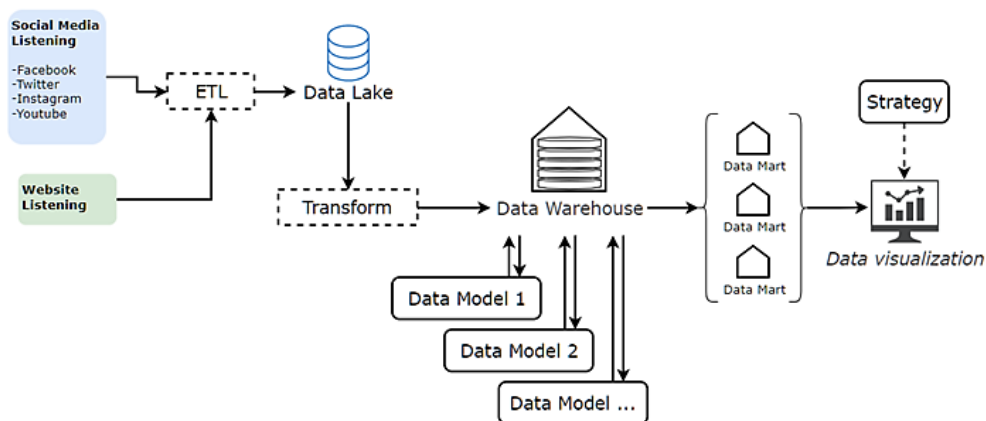 Social Media
Listening
-Facebook
-Twitter
-Instagram
-Youtube
ETL
Data Lake
Website
Listening
Transform
Data Warehouse
Data Model 1
Data Model 2
Data Model ...
Data Mart
Data Mart
Data Mart
Strategy
Data visualization